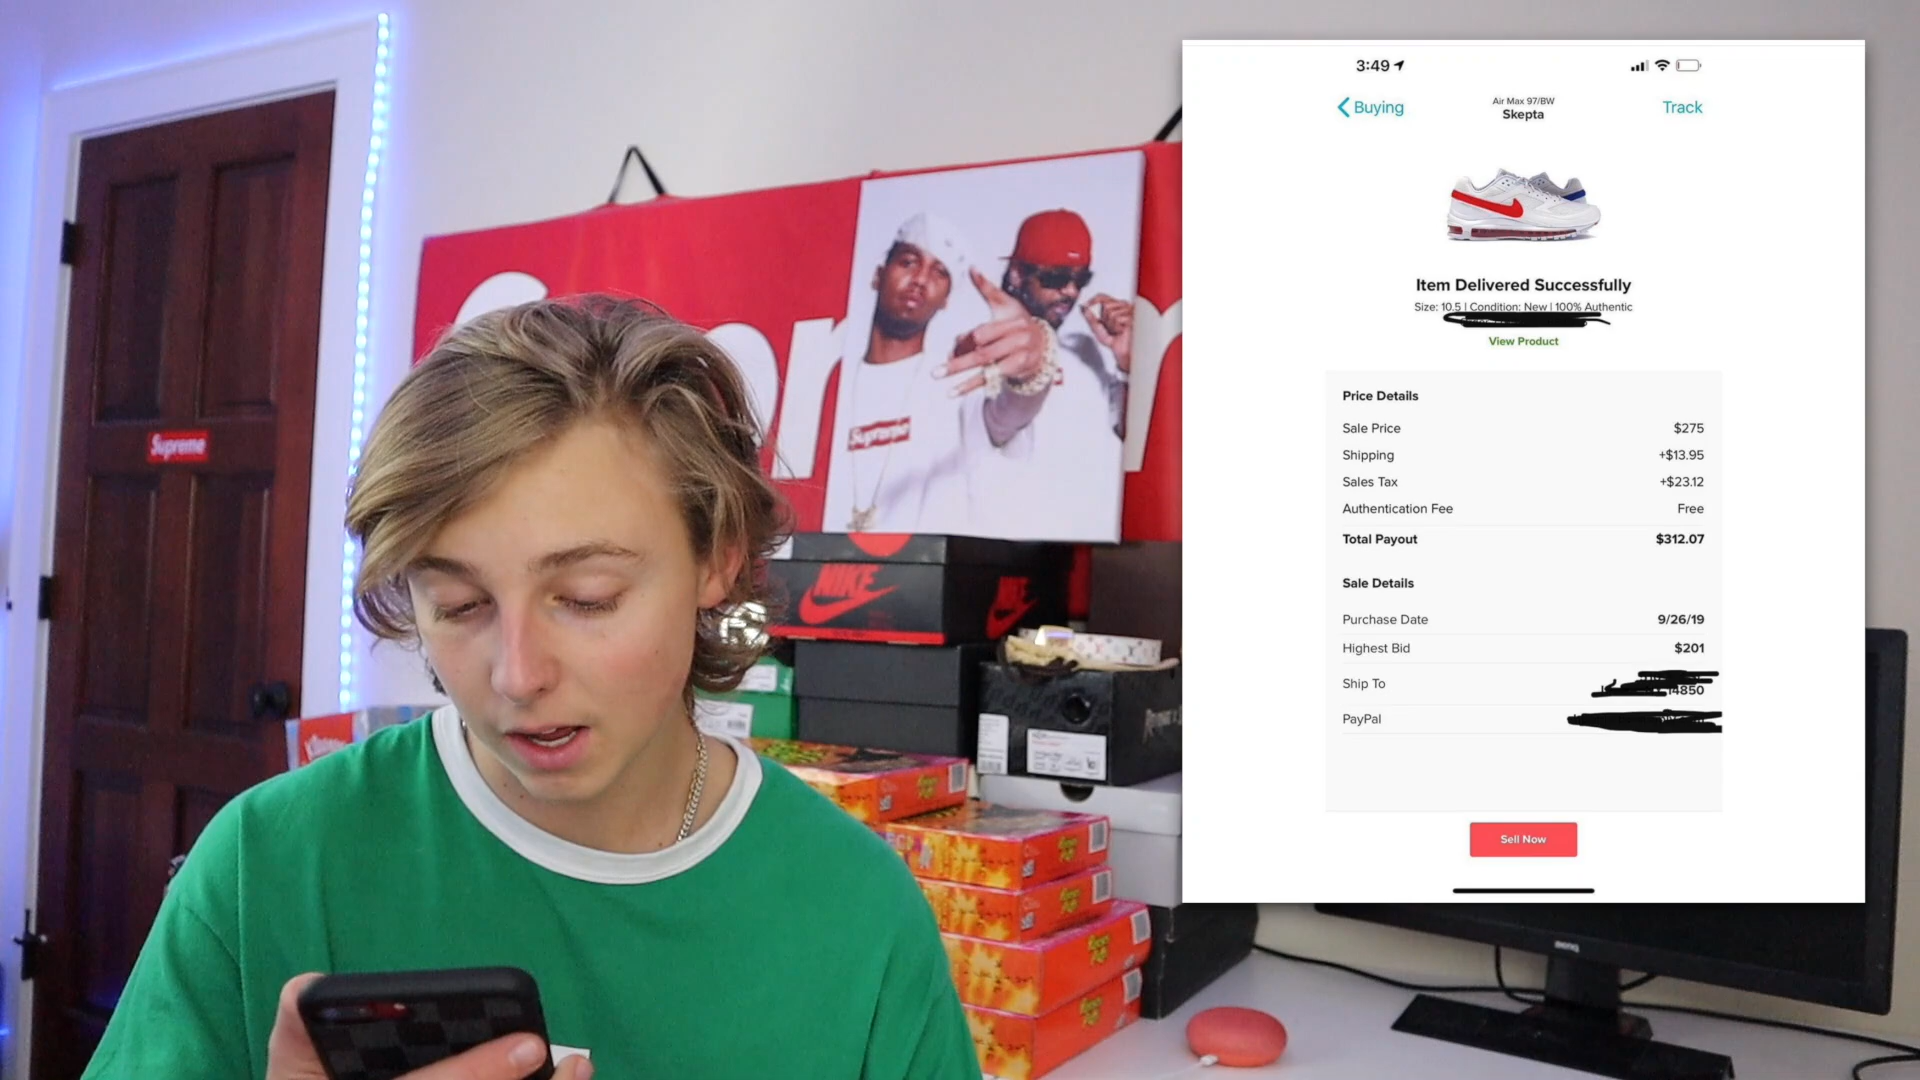 3:49
Buying
Air Max 97/BW
Skepta
Track
Item Delivered Successfully
Size: 10.5 | Condition: New | 100% Authentic
View Product
Price Details
Sale Price $275
Shipping +$13.95
Sales Tax +$23.12
Authentication Fee Free
Total Payout $312.07
Sale Details
Purchase Date 9/26/19
Highest Bid $201
Ship To 14850
PayPal
Sell Now
Supreme
Supreme
NIKE
BenQ